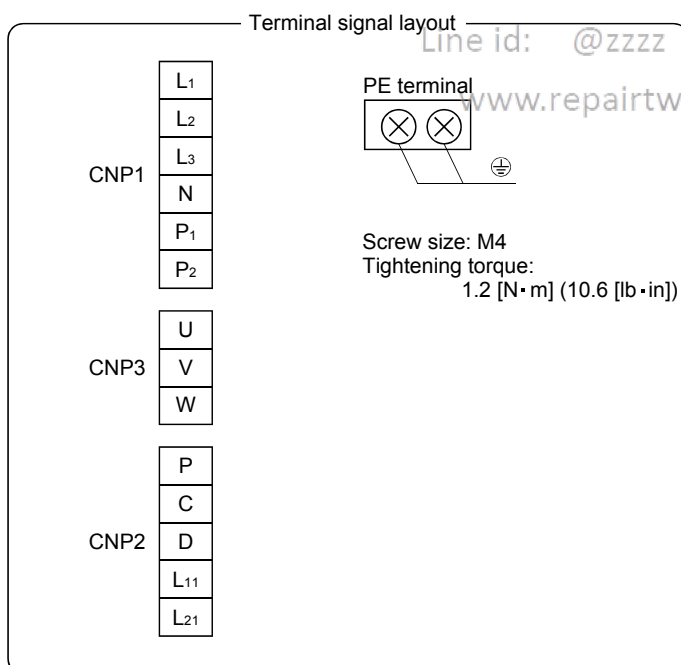 Terminal signal layout
Line id: @zzzz
www.repairtw
CNP1
L1
L2
L3
N
P1
P2
PE terminal
Screw size: M4
Tightening torque:
1.2 [N▪m] (10.6 [lb▪in])
CNP3
U
V
W
CNP2
P
C
D
L11
L21